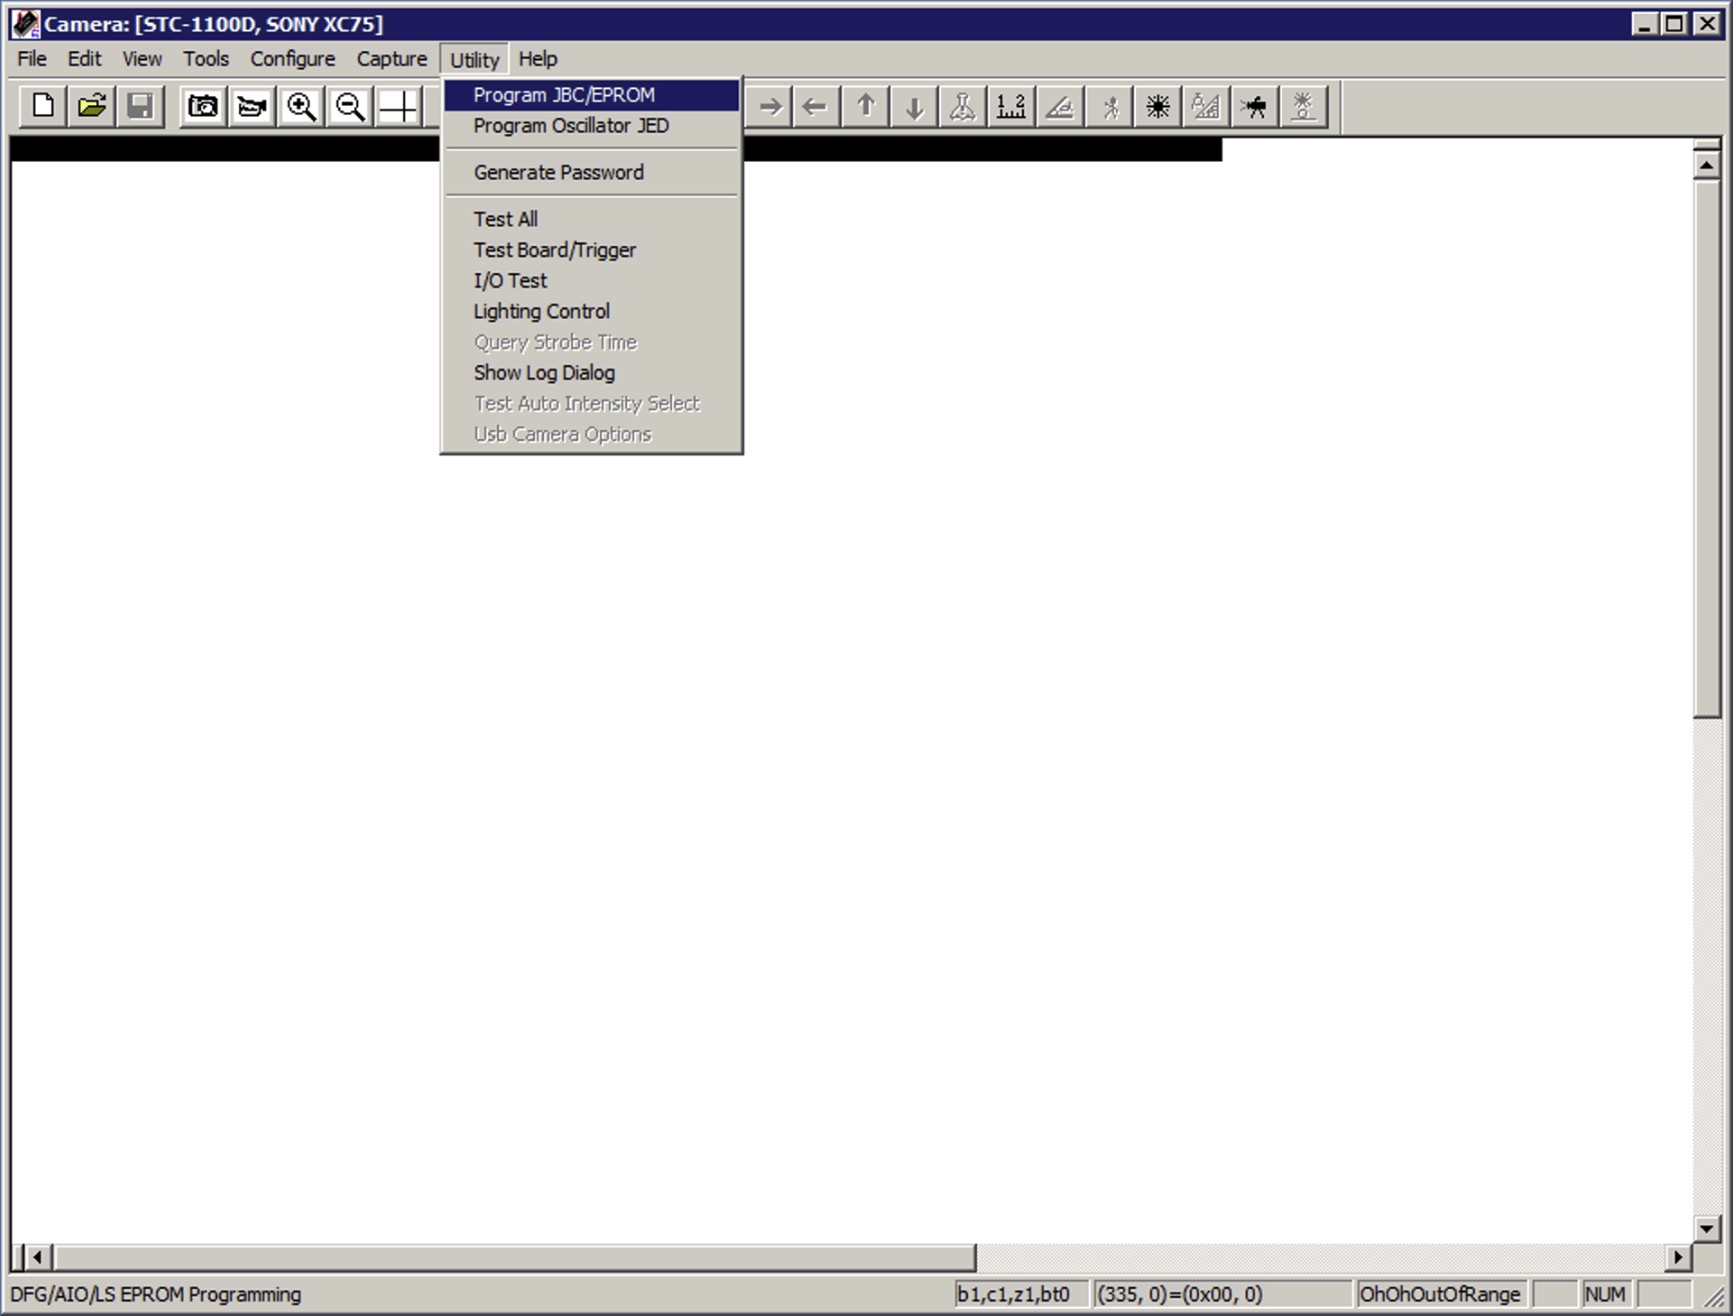 Camera: [STC-1100D, SONY XC75]
File Edit View Tools Configure Capture Utility Help
1.2
Program JBC/EPROM
Program Oscillator JED
Generate Password
Test All
Test Board/Trigger
I/O Test
Lighting Control
Query Strobe Time
Show Log Dialog
Test Auto Intensity Select
Usb Camera Options
DFG/AIO/LS EPROM Programming b1,c1,z1,bt0 (335, 0)=(0x00, 0) OhOhOutOfRange NUM